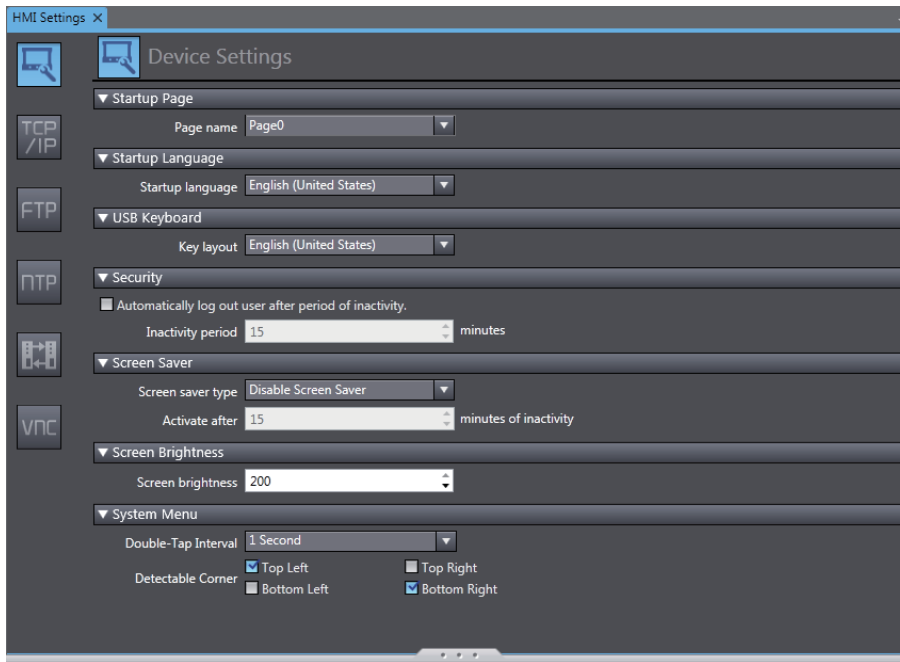 HMI Settings
Device Settings
Startup Page
Page name Page0
TCP
/IP
Startup Language
Startup language English (United States)
FTP
USB Keyboard
Key layout English (United States)
NTP
Security
Automatically log out user after period of inactivity.
Inactivity period 15 minutes
Screen Saver
Screen saver type Disable Screen Saver
Activate after 15 minutes of inactivity
VNC
Screen Brightness
Screen brightness 200
System Menu
Double-Tap Interval 1 Second
Detectable Corner
Top Left Top Right
Bottom Left Bottom Right